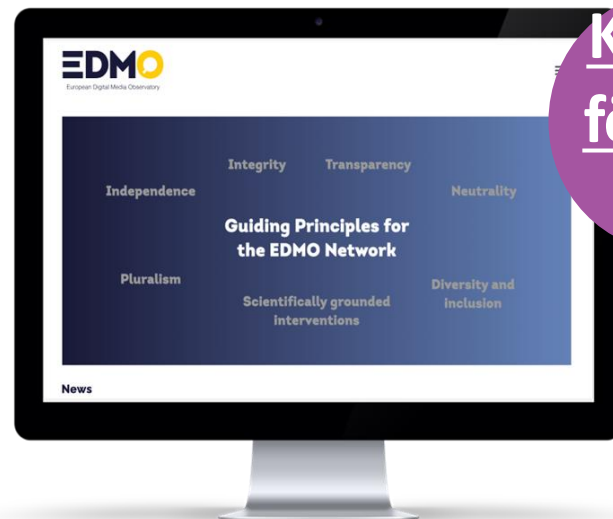 EDMO
European Digital Media Observatory
Integrity Transparency
Independence Neutrality
Guiding Principles for
the EDMO Network
Pluralism
Diversity and
inclusion
Scientifically grounded
interventions
News